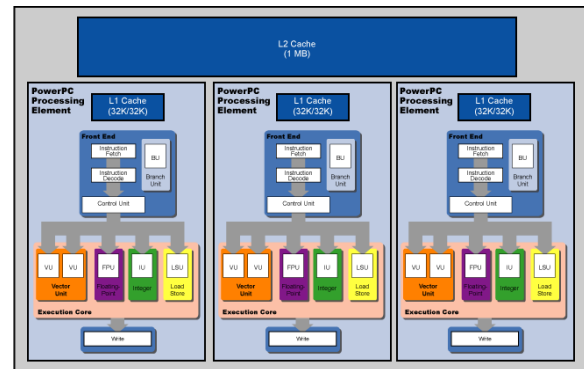 L2 Cache
(1 MB)
PowerPC
Processing
Element
L1 Cache
(32K/32K)
Front End
Instruction
Fetch
BU
Instruction
Decode
Branch
Unit
Control Unit
VU VU FPU IU LSU
Vector
Unit
Floating-
Point
Integer
Load
Store
Execution Core
Write
PowerPC
Processing
Element
L1 Cache
(32K/32K)
Front End
Instruction
Fetch
BU
Instruction
Decode
Branch
Unit
Control Unit
VU VU FPU IU LSU
Vector
Unit
Floating-
Point
Integer
Load
Store
Execution Core
Write
PowerPC
Processing
Element
L1 Cache
(32K/32K)
Front End
Instruction
Fetch
BU
Instruction
Decode
Branch
Unit
Control Unit
VU VU FPU IU LSU
Vector
Unit
Floating-
Point
Integer
Load
Store
Execution Core
Write